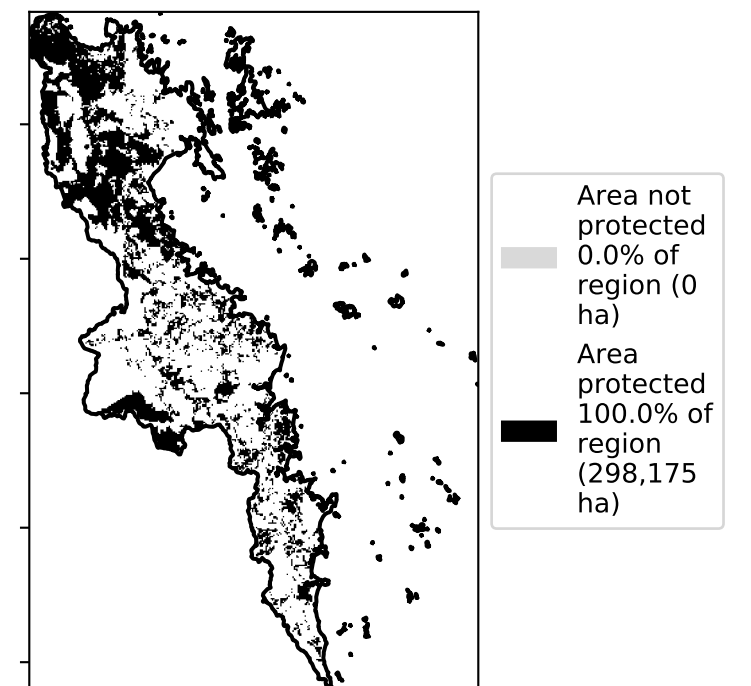 Area not
protected
0.0% of
region (0
ha)
Area
protected
100.0% of
region
(298,175
ha)